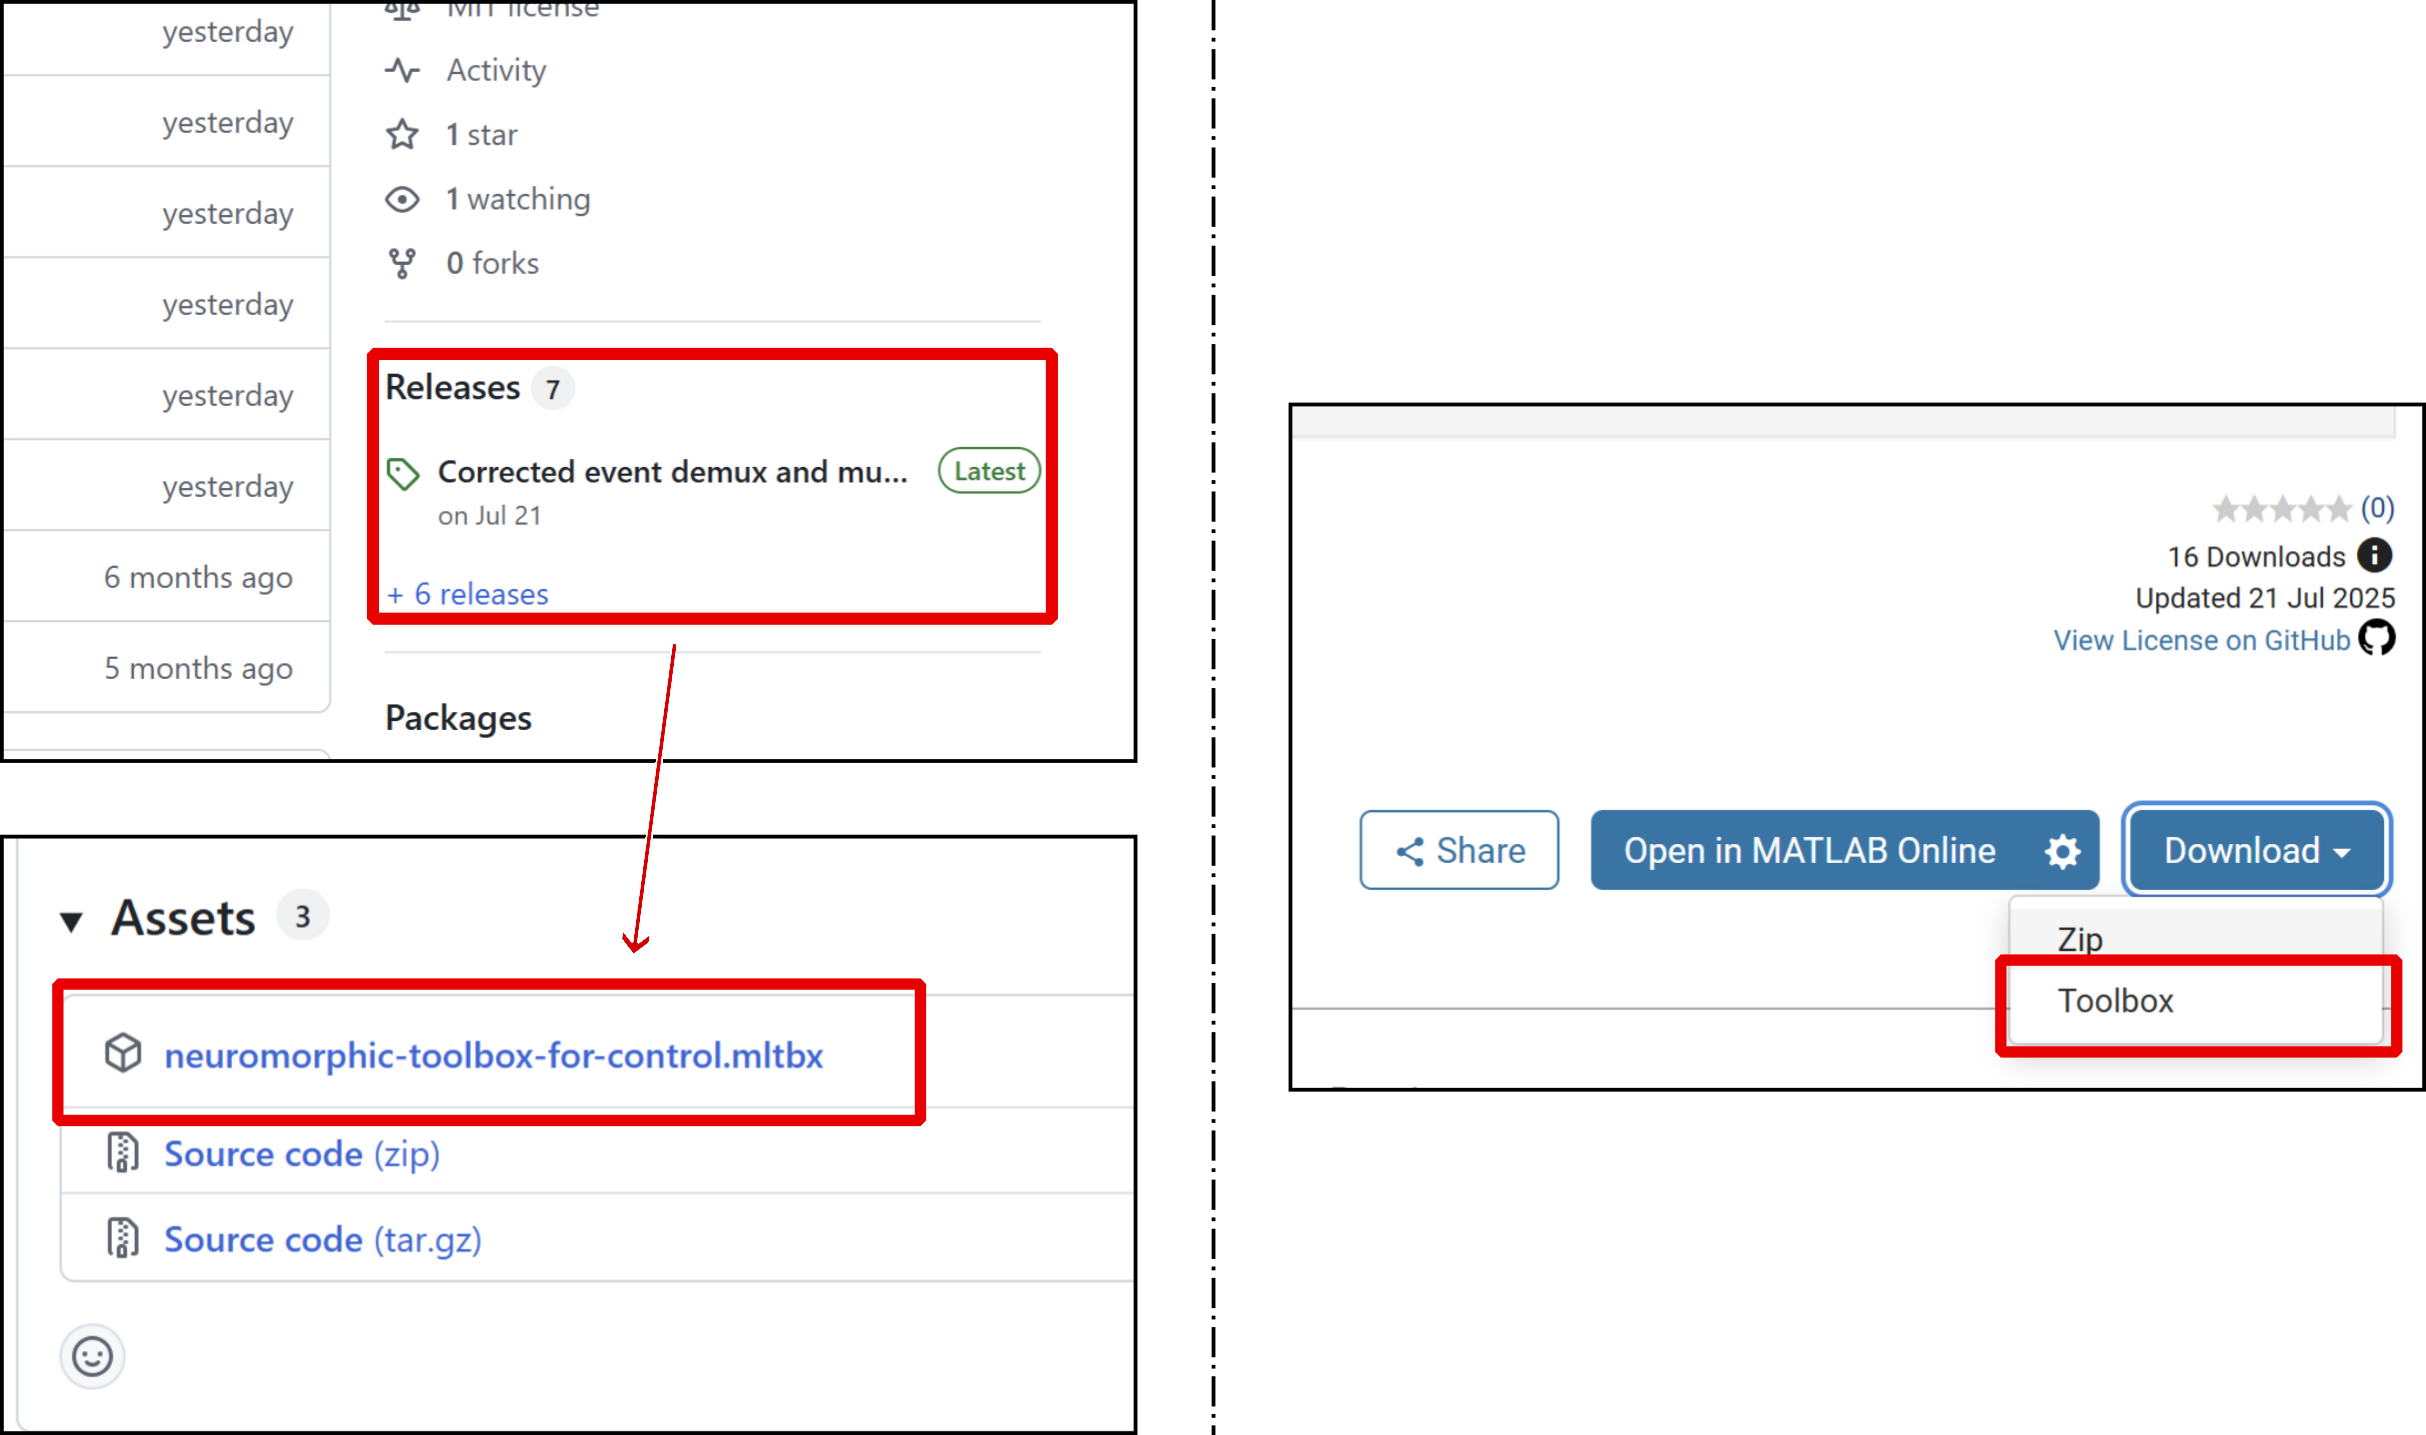 yesterday
yesterday
yesterday
yesterday
yesterday
yesterday
6 months ago
5 months ago
MIT license
Activity
1 star
1 watching
0 forks
Releases 7
Corrected event demux and mu... Latest
on Jul 21
+ 6 releases
Packages
Assets 3
neuromorphic-toolbox-for-control.mltbx
Source code (zip)
Source code (tar.gz)
(0)
16 Downloads
Updated 21 Jul 2025
View License on GitHub
Share
Open in MATLAB Online
Download
Zip
Toolbox